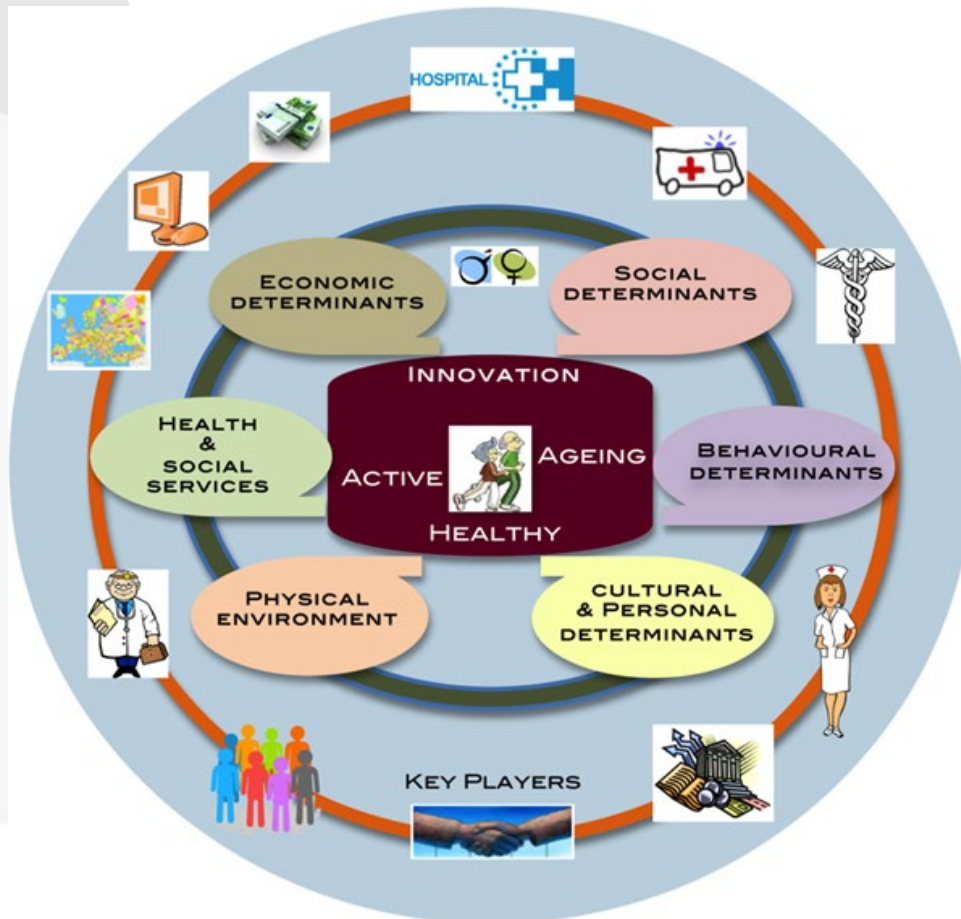 HOSPITAL
ECONOMIC
DETERMINANTS
SOCIAL
DETERMINANTS
INNOVATION
HEALTH
&
SOCIAL
SERVICES
ACTIVE
AGEING
HEALTHY
BEHAVIOURAL
DETERMINANTS
PHYSICAL
ENVIRONMENT
CULTURAL
& PERSONAL
DETERMINANTS
KEY PLAYERS